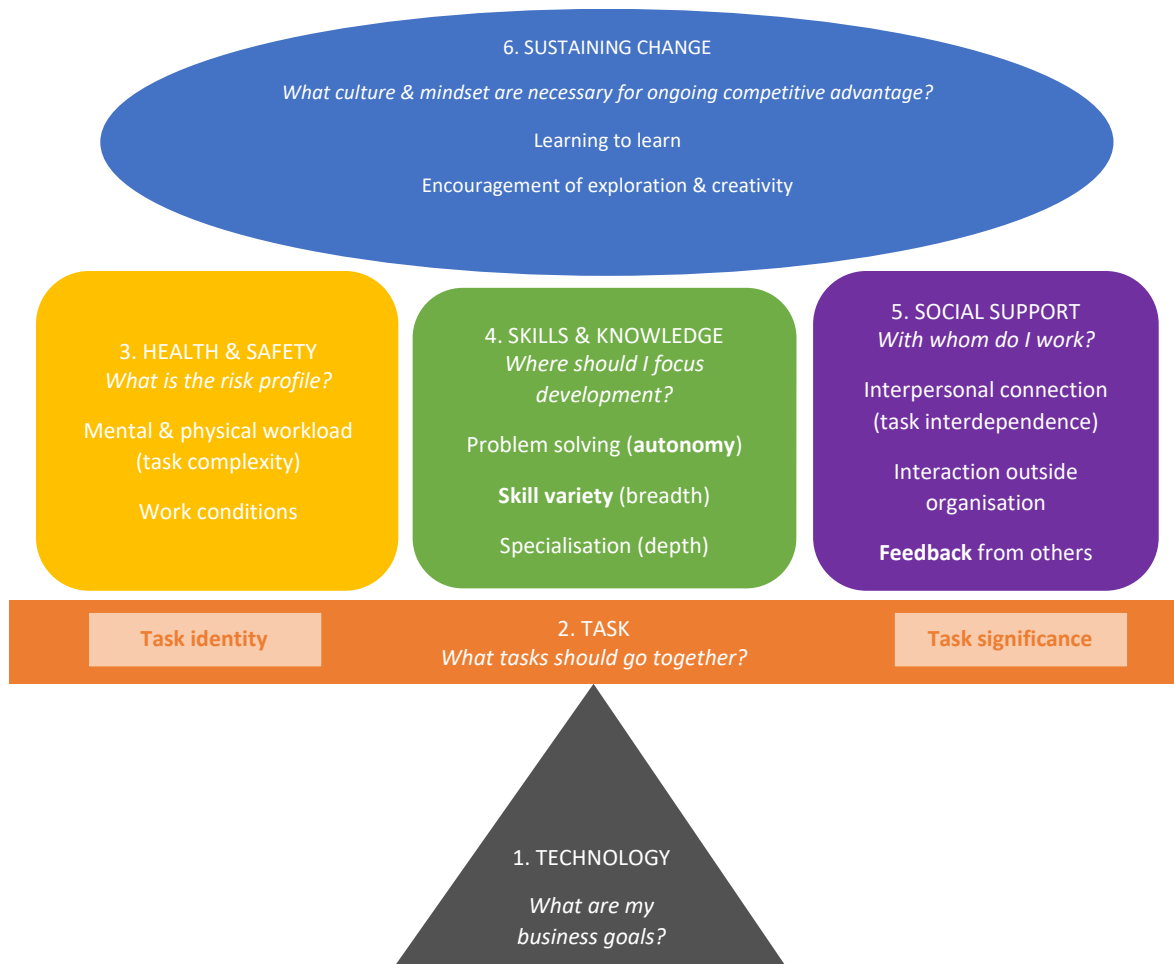 6. SUSTAINING CHANGE
What culture & mindset are necessary for ongoing competitive advantage?
Learning to learn
Encouragement of exploration & creativity
3. HEALTH & SAFETY
What is the risk profile?
Mental & physical workload
(task complexity)
Work conditions
4. SKILLS & KNOWLEDGE
Where should I focus
development?
Problem solving (autonomy)
Skill variety (breadth)
Specialisation (depth)
5. SOCIAL SUPPORT
With whom do I work?
Interpersonal connection
(task interdependence)
Interaction outside
organisation
Feedback from others
Task identity
2. TASK
What tasks should go together?
Task significance
1. TECHNOLOGY
What are my
business goals?